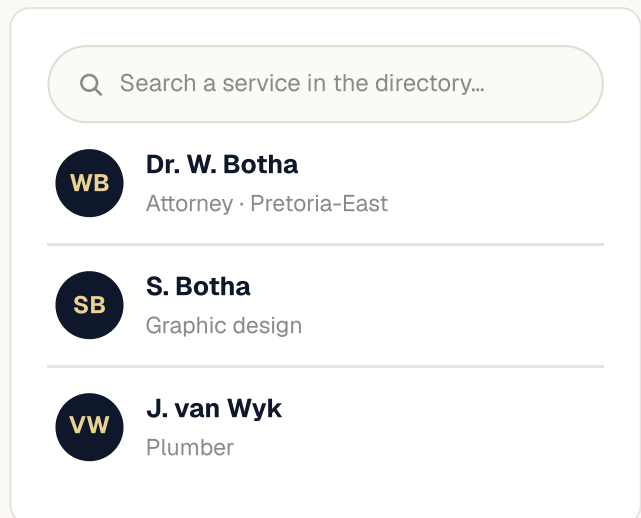 Search a service in the directory...
WB
Dr. W. Botha
Attorney · Pretoria-East
SB
S. Botha
Graphic design
VW
J. van Wyk
Plumber